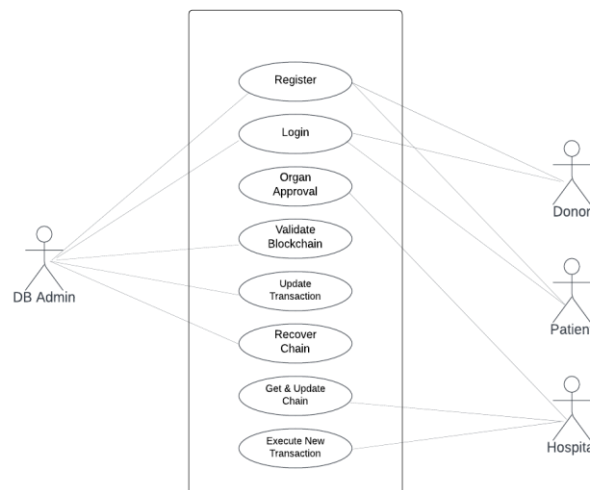 Register
Login
Organ
Approval
Validate
Blockchain
Update
Transaction
Recover
Chain
Get & Update
Chain
Execute New
Transaction
DB Admin
Donor
Patien
Hospita